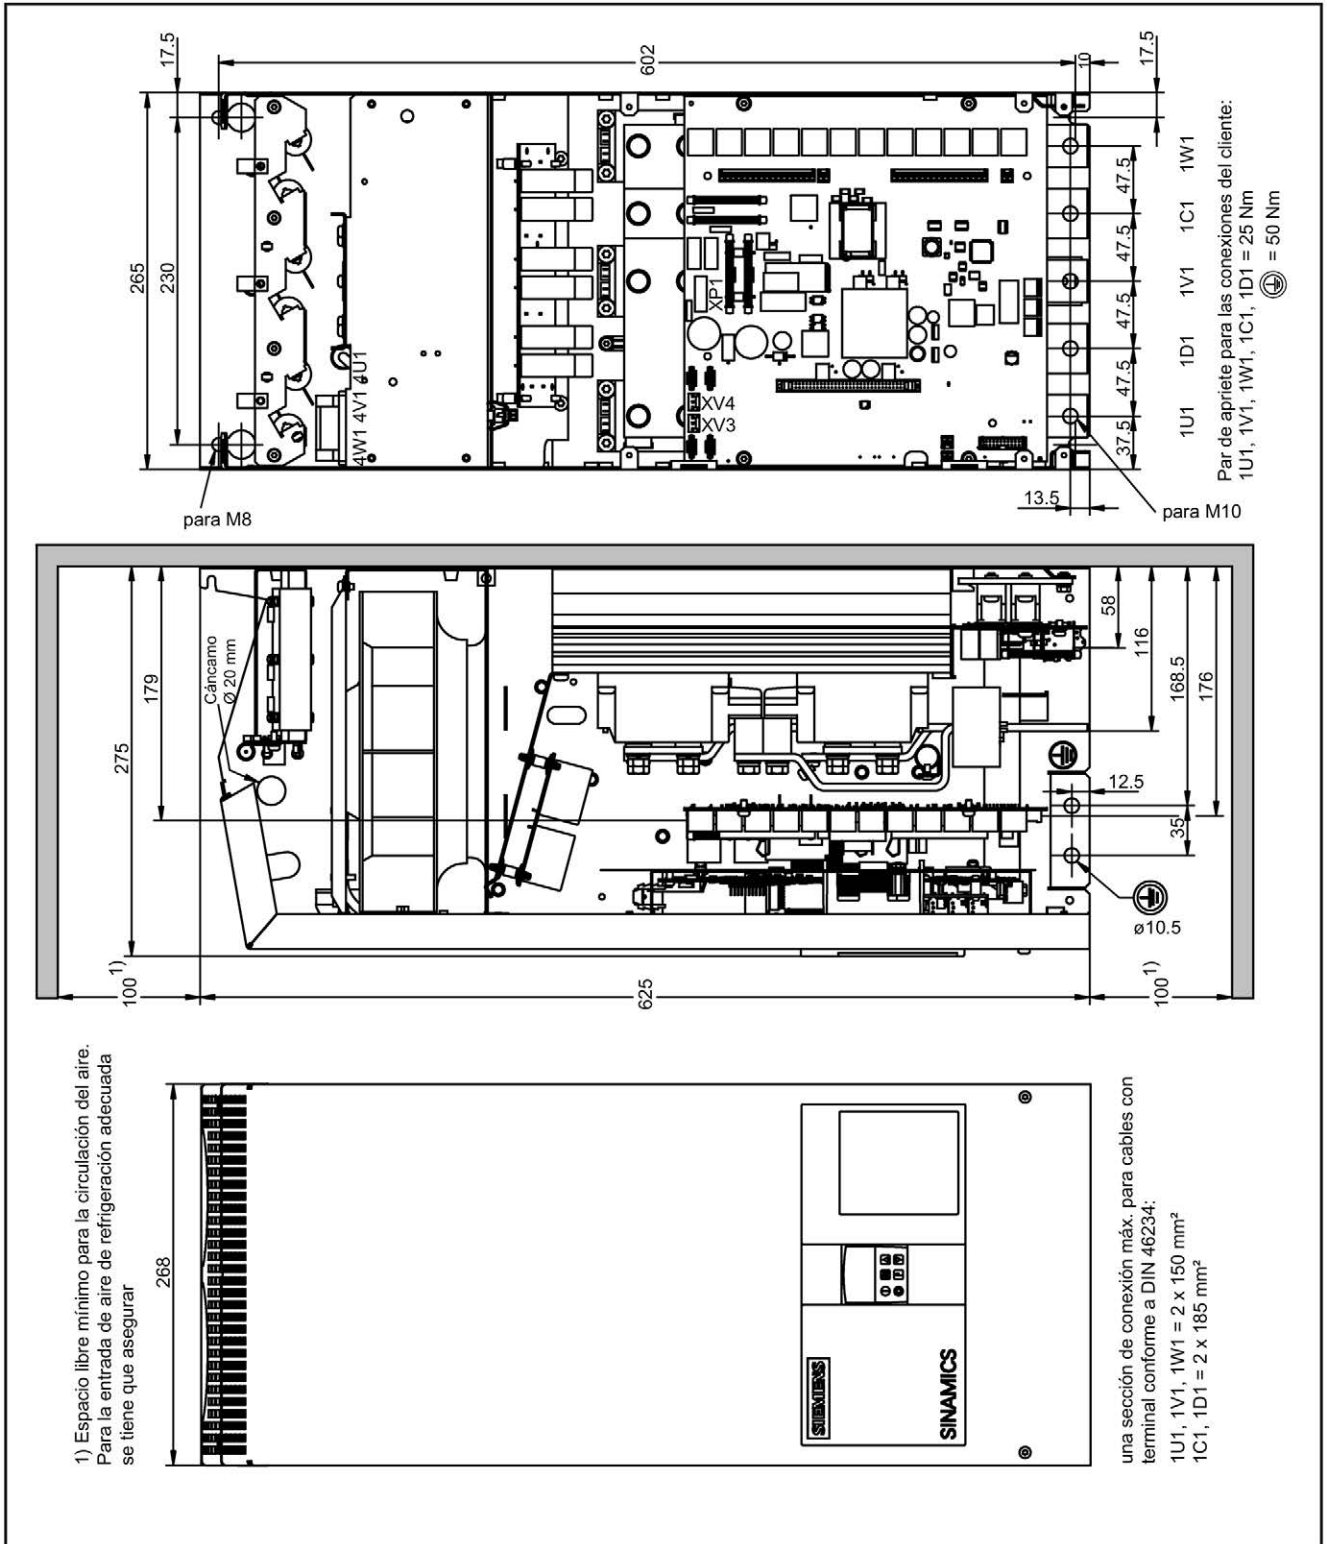 17.5
602
10
17.5
265
230
47.5
47.5
47.5
47.5
37.5
13.5
1W1
1C1
1V1
1D1
1U1
XP1
XV4
XV3
4W1 4V1 4U1
para M8
para M10
Par de apriete para las conexiones del cliente:
1U1, 1V1, 1W1, 1C1, 1D1 = 25 Nm
= 50 Nm
Cáncamo
Ø 20 mm
179
275
58
116
168.5
176
12.5
35
ø10.5
100 1)
625
100 1)
1) Espacio libre mínimo para la circulación del aire.
Para la entrada de aire de refrigeración adecuada
se tiene que asegurar
268
SIEMENS
SINAMICS
una sección de conexión máx. para cables con
terminal conforme a DIN 46234:
1U1, 1V1, 1W1 = 2 x 150 mm²
1C1, 1D1 = 2 x 185 mm²